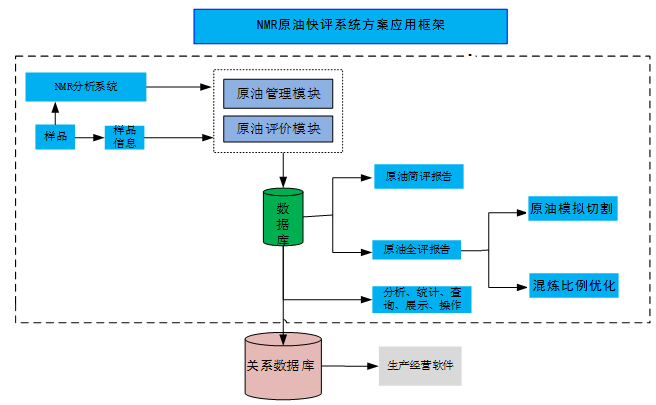 NMR原油快评系统方案应用框架
NMR分析系统
原油管理模块
原油评价模块
样品
样品
信息
数
据
库
原油简评报告
原油全评报告
原油模拟切割
混炼比例优化
分析、统计、查
询、展示、操作
关系数据库
生产经营软件